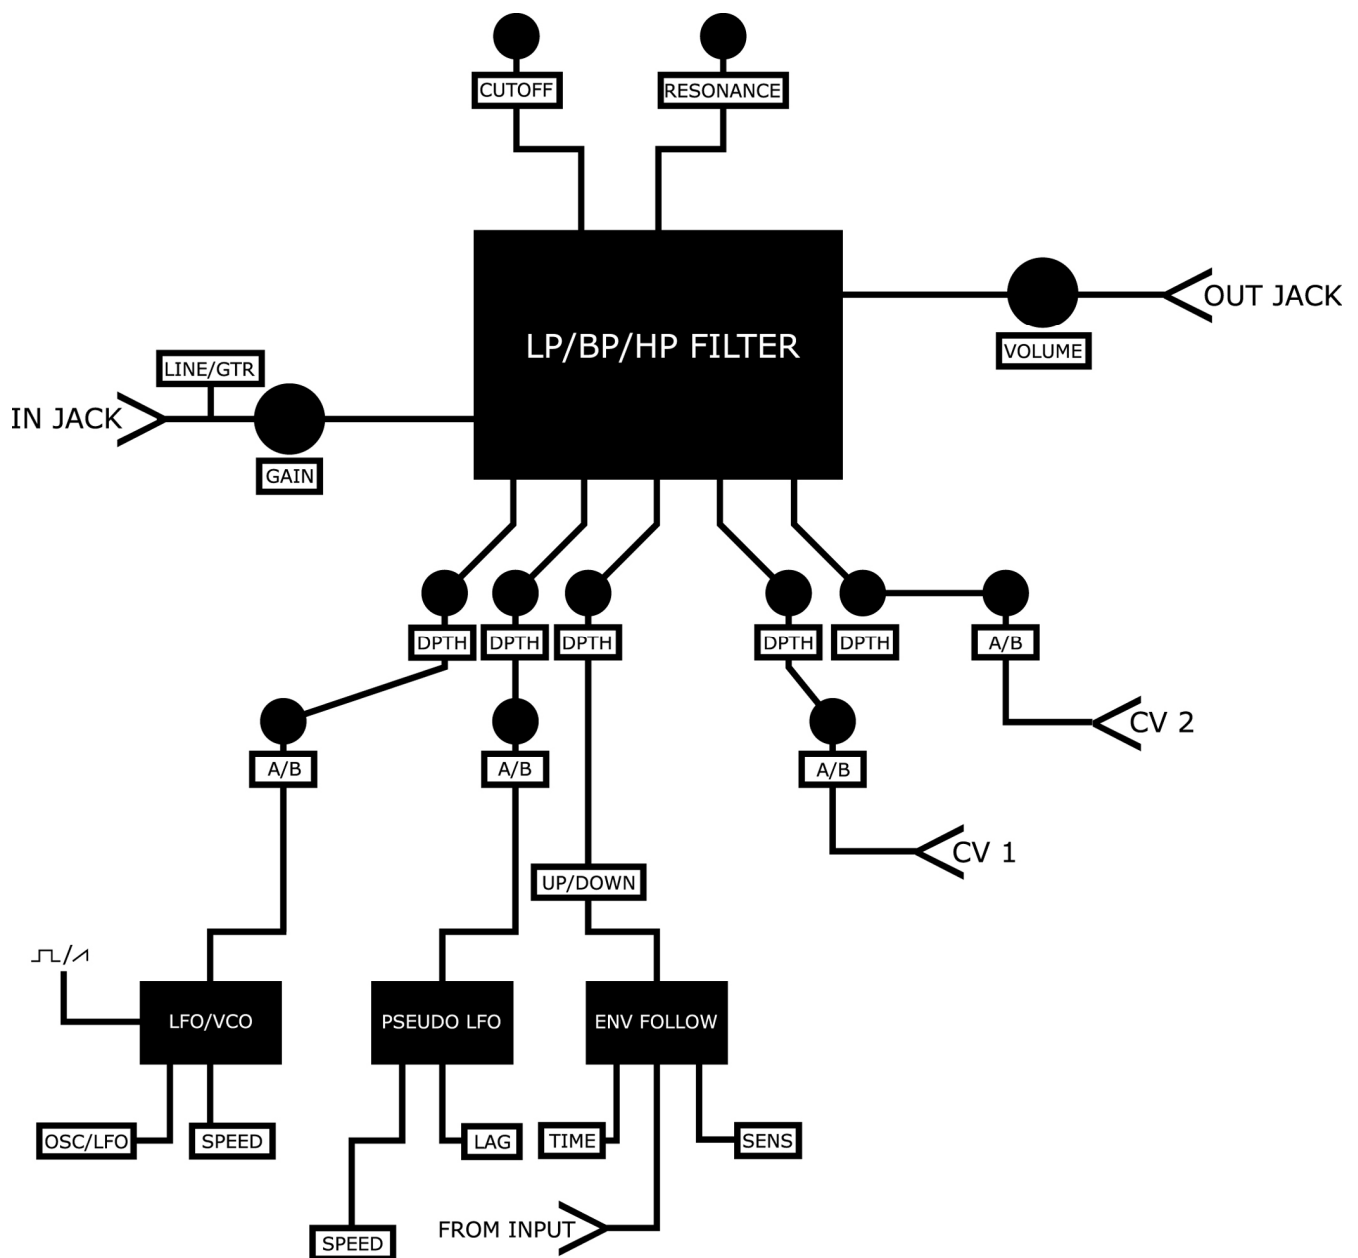 CUTOFF
RESONANCE
OUT JACK
LP/BP/HP FILTER
VOLUME
LINE/GTR
IN JACK
GAIN
DPTH
DPTH
DPTH
DPTH
DPTH
A/B
CV 2
A/B
A/B
A/B
CV 1
UP/DOWN
LFO/VCO
PSEUDO LFO
ENV FOLLOW
OSC/LFO
SPEED
LAG
TIME
SENS
FROM INPUT
SPEED